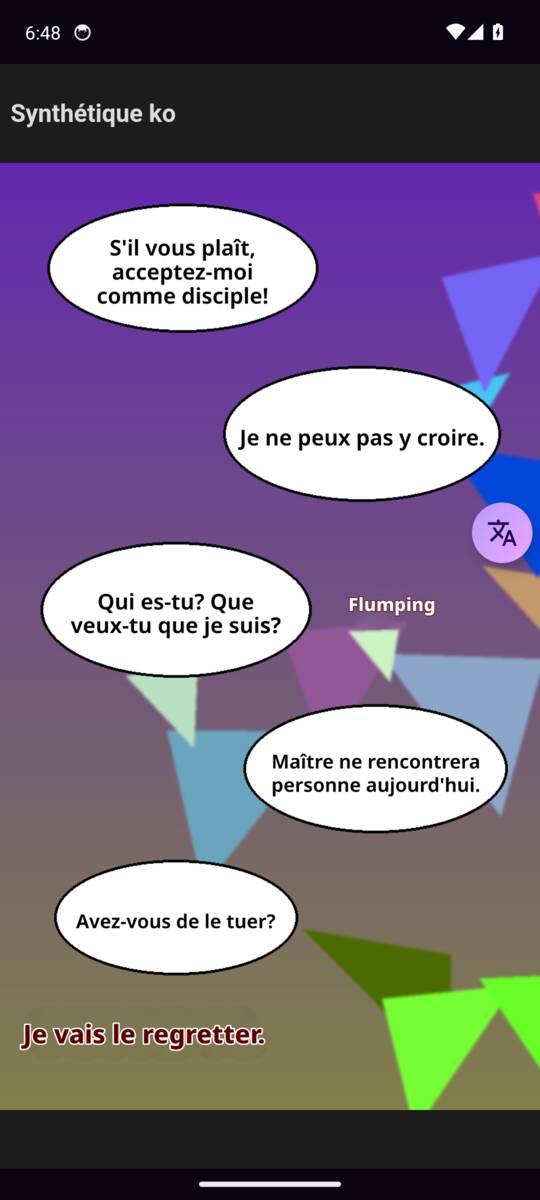 6:48
Synthétique ko
S'il vous plaît,
acceptez-moi
comme disciple!
Je ne peux pas y croire.
Qui es-tu? Que
veux-tu que je suis?
Flumping
Maître ne rencontrera
personne aujourd'hui.
Avez-vous de le tuer?
Je vais le regretter.